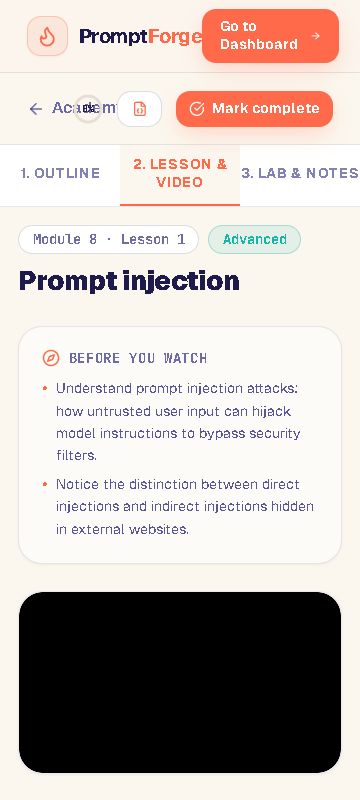 PromptForge
Go to
Dashboard
Academy
Mark complete
1. OUTLINE
2. LESSON &
VIDEO
3. LAB & NOTES
Module 8 · Lesson 1
Advanced
Prompt injection
BEFORE YOU WATCH
• Understand prompt injection attacks:
how untrusted user input can hijack
model instructions to bypass security
filters.
• Notice the distinction between direct
injections and indirect injections hidden
in external websites.